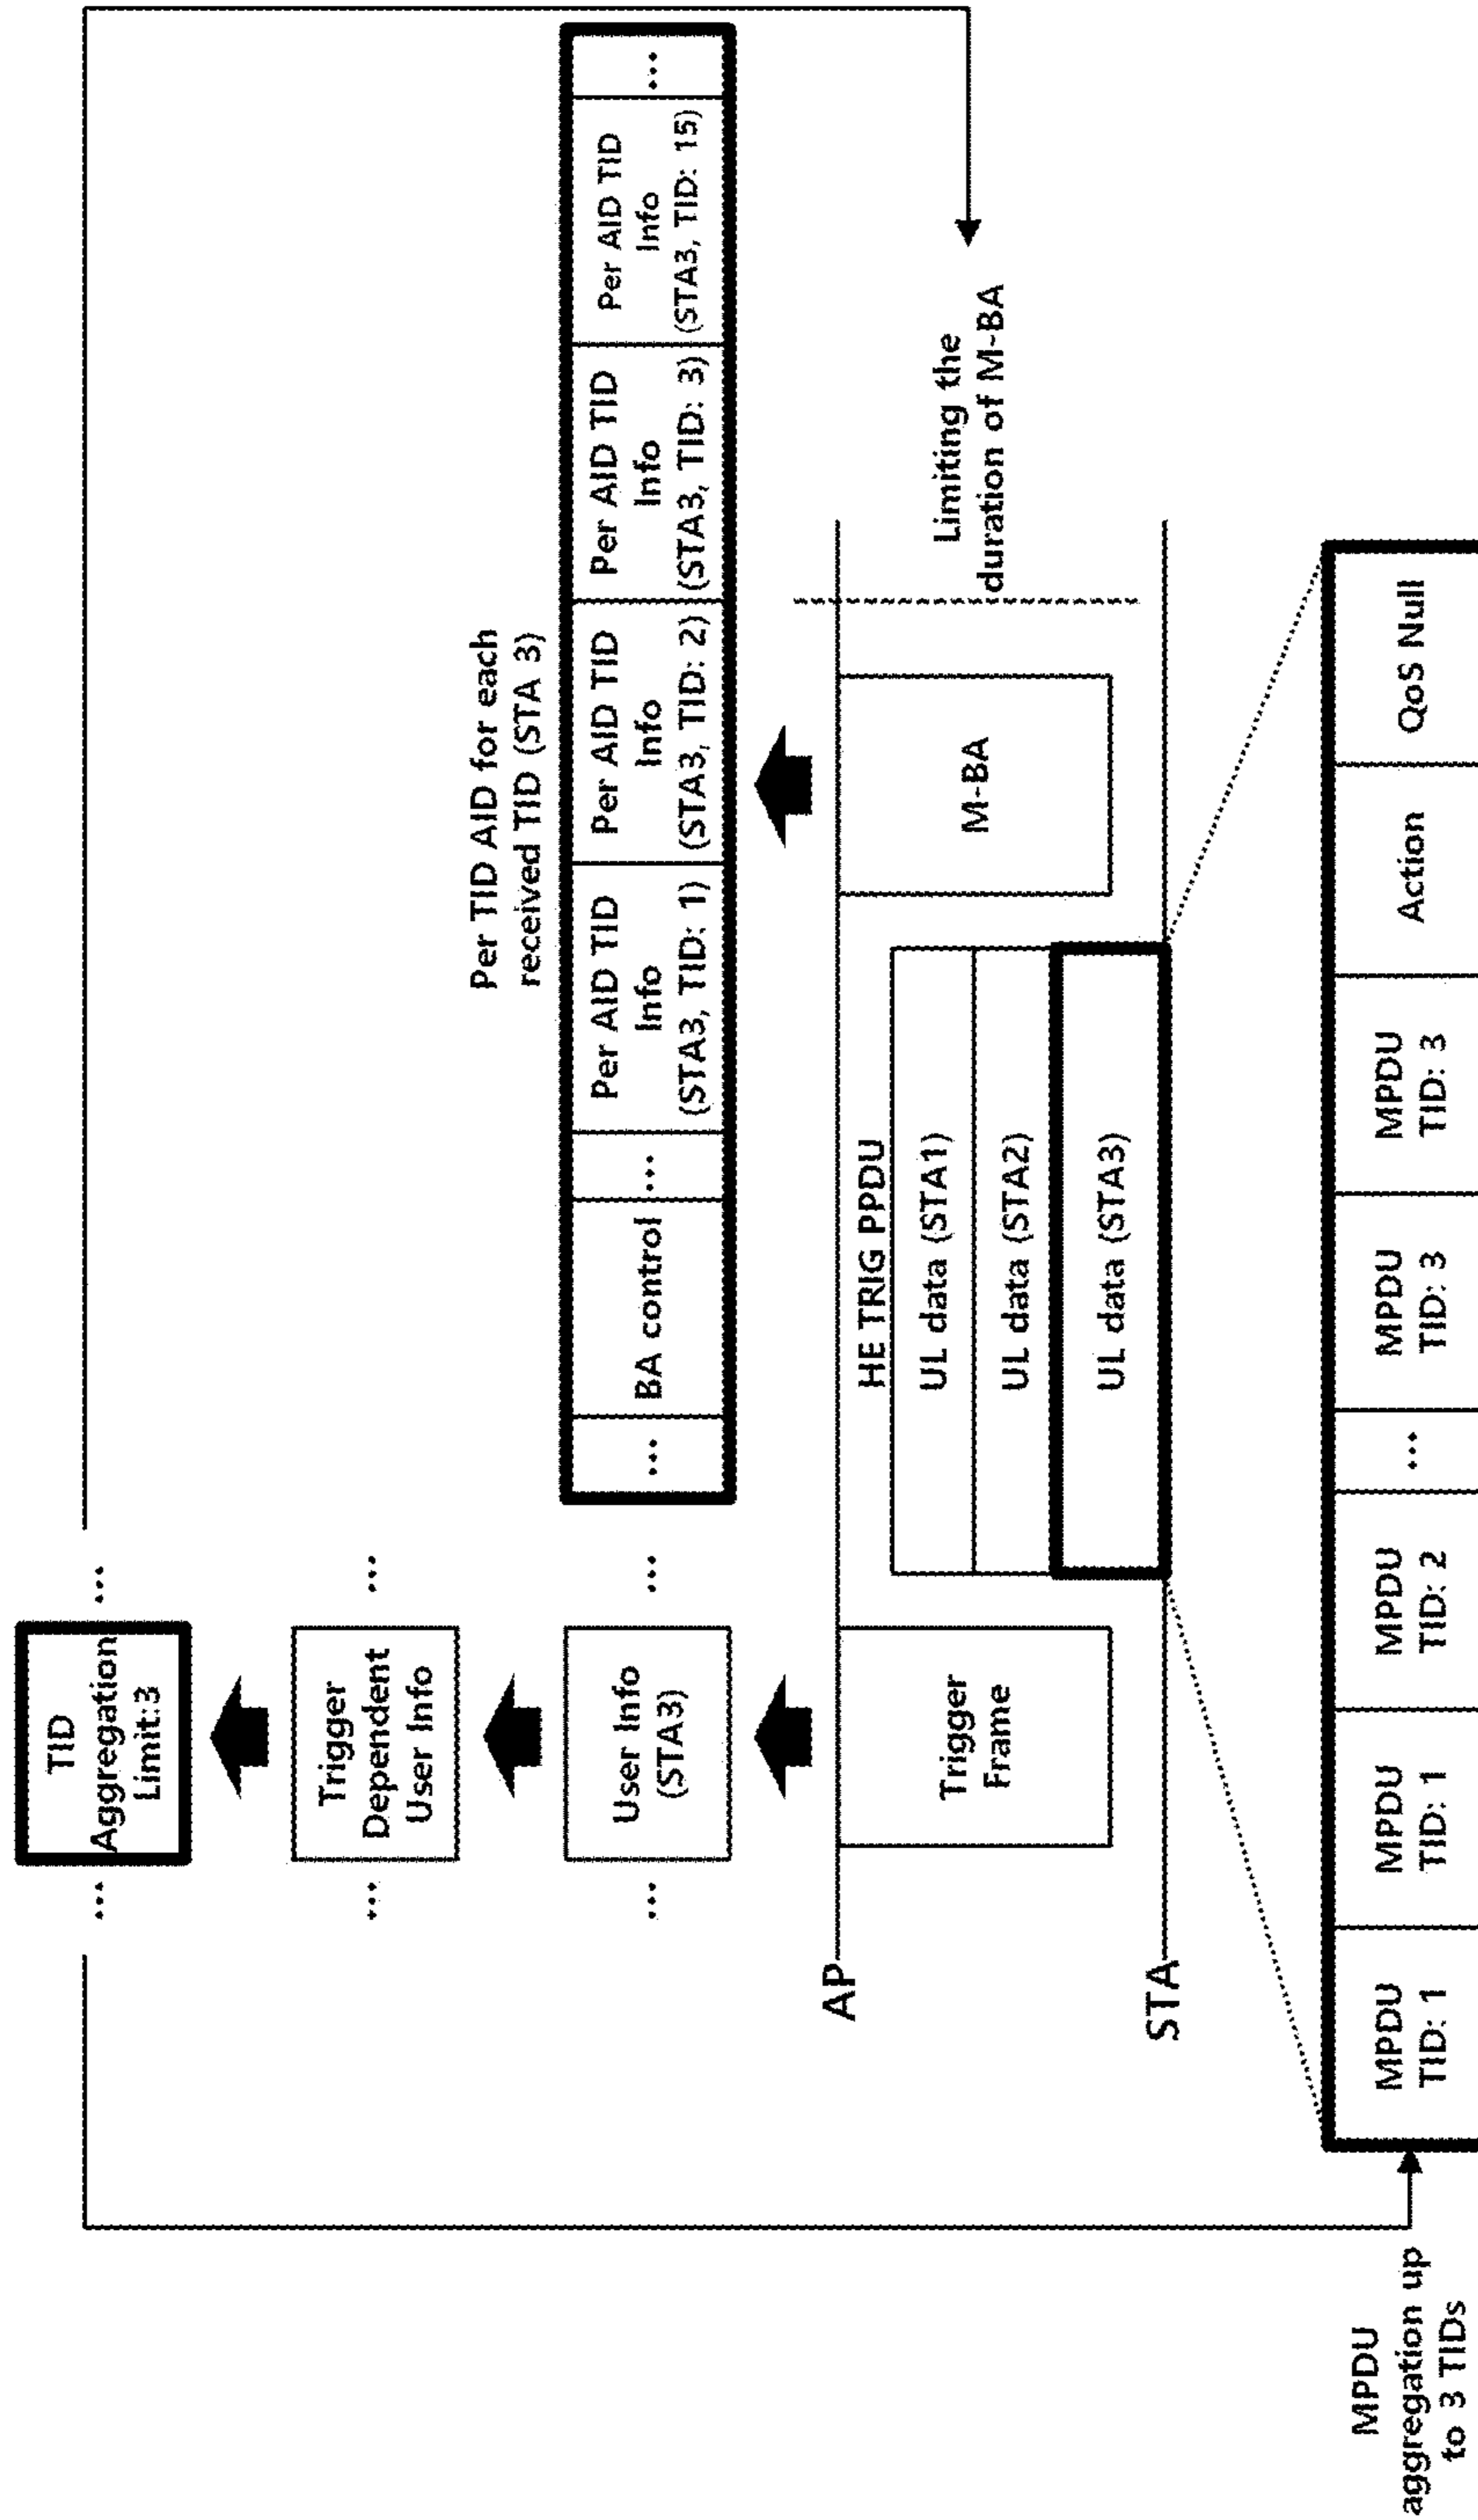 ... TID ...
Aggregation
Limit:3
... Trigger ...
Dependent
User Info
... User Info ...
(STA3)
Per TID AID for each
received TID (STA 3)
...
BA control
...
Per AID TID
Info
(STA3, TID: 1)
Per AID TID
Info
(STA3, TID: 2)
Per AID TID
Info
(STA3, TID: 3)
Per AID TID
Info
(STA3, TID: 15)
...
AP
Trigger
Frame
HE TRIG PPDU
UL data (STA1)
UL data (STA2)
UL data (STA3)
M-BA
Limiting the
duration of M-BA
STA
MPDU
aggregation up
to 3 TIDs
MPDU
TID: 1
MPDU
TID: 1
MPDU
TID: 2
...
MPDU
TID: 3
MPDU
TID: 3
Action
QoS Null